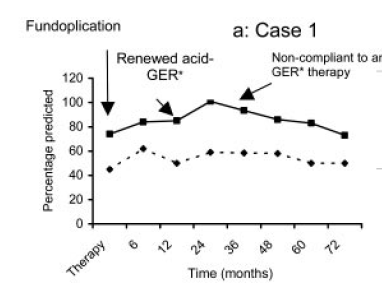 Fundoplication
a: Case 1
Renewed acid-
GER*
Non-compliant to
GER* therapy
Percentage predicted
120
100
80
60
40
20
0
Therapy
6
12
24
36
48
60
72
Time (months)